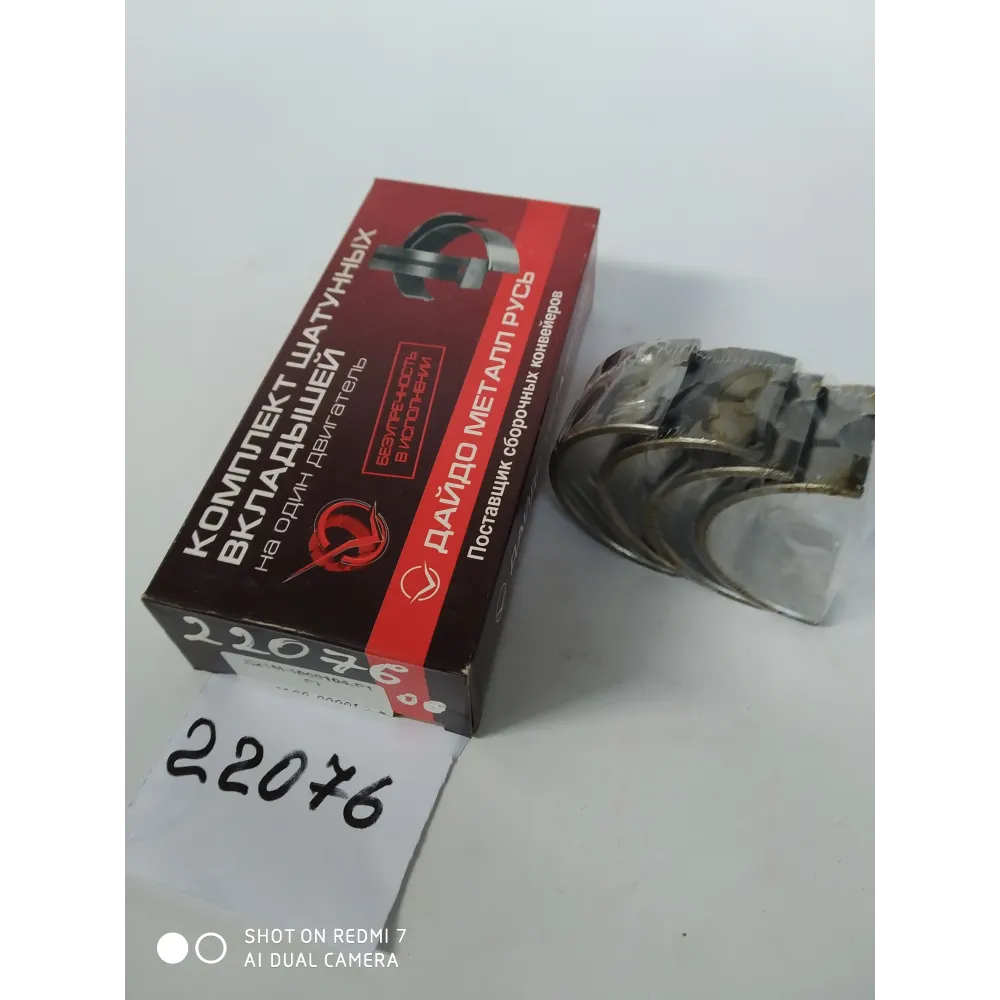 КОМПЛЕКТ ШАТУННЫХ
ВКЛАДЫШЕЙ
на один двигатель
БЕЗУПРЕЧНОСТЬ
В ИСПОЛНЕНИИ
ДАЙДО МЕТАЛЛ РУСЬ
Поставщик сборочных конвейеров
22076
06
22076
SHOT ON REDMI 7
AI DUAL CAMERA